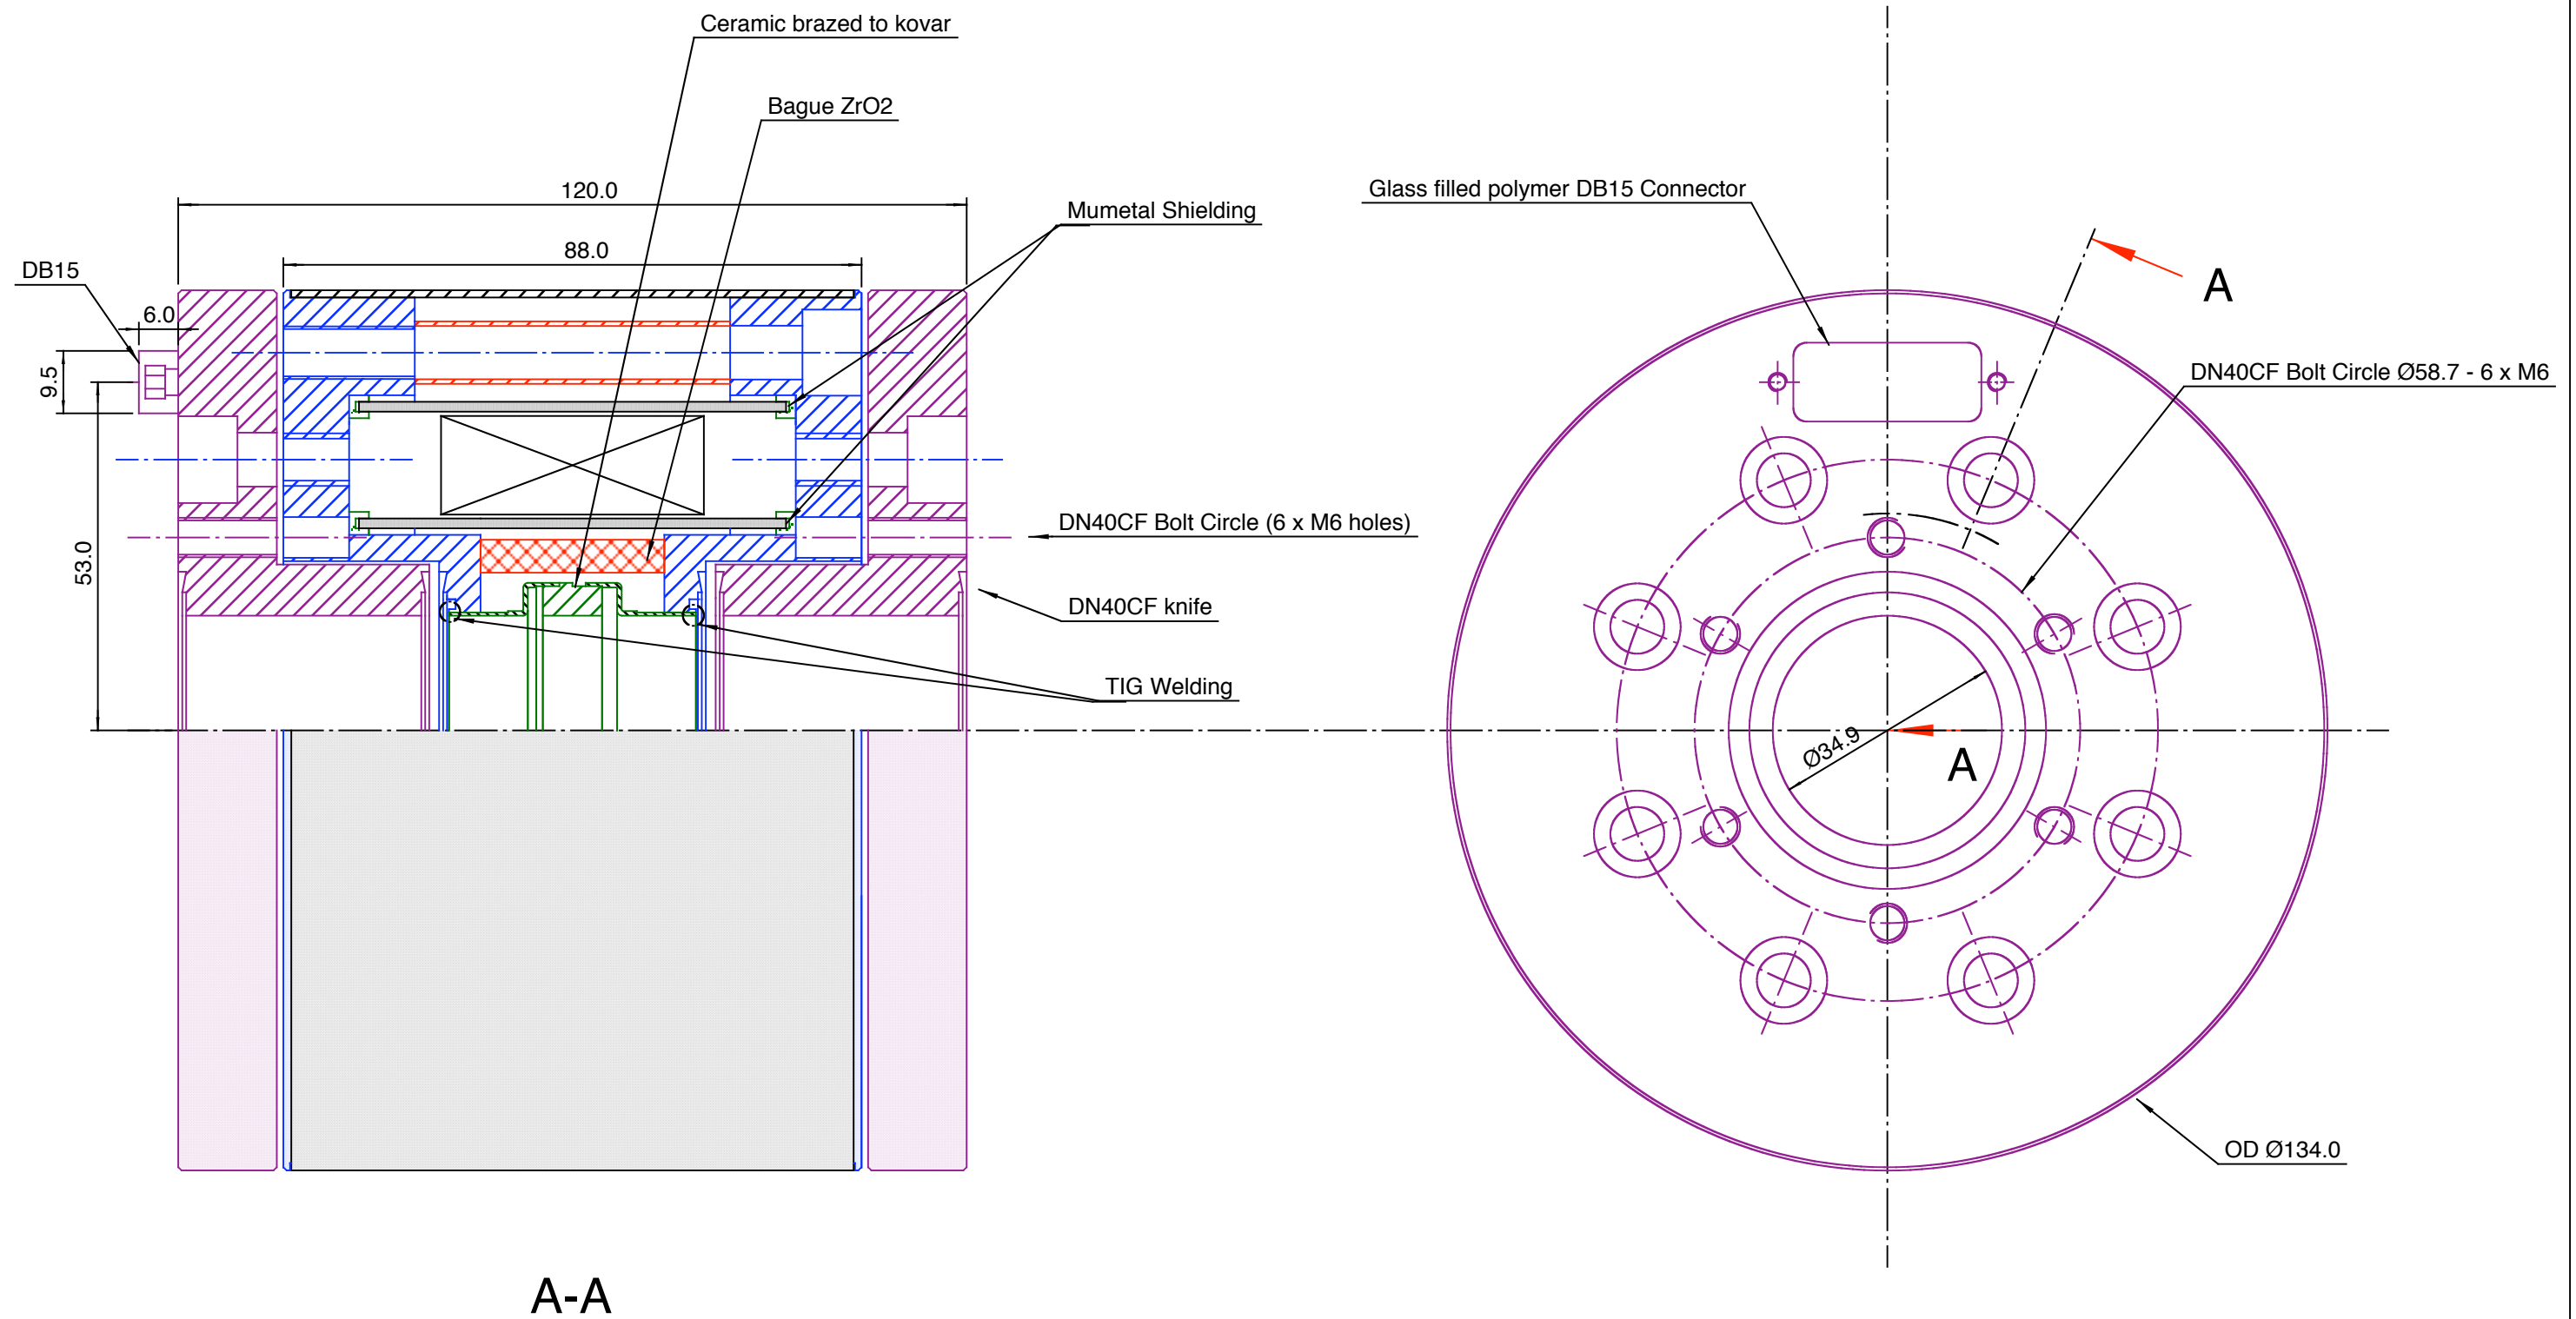 Ceramic brazed to kovar
Bague ZrO2
120.0
Mumetal Shielding
88.0
DB15
6.0
9.5
53.0
DN40CF Bolt Circle (6 x M6 holes)
DN40CF knife
TIG Welding
A-A
Glass filled polymer DB15 Connector
A
DN40CF Bolt Circle Ø58.7 - 6 x M6
Ø34.9
A
OD Ø134.0